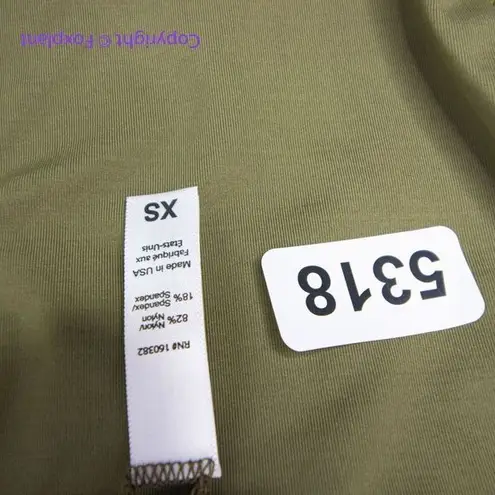 5318
RN# 160382
82% Nylon/
Nylon
18% Spandex/
Spandex
Made in USA
Fabriqué aux
États-Unis
XS
Copyright © Foxplant